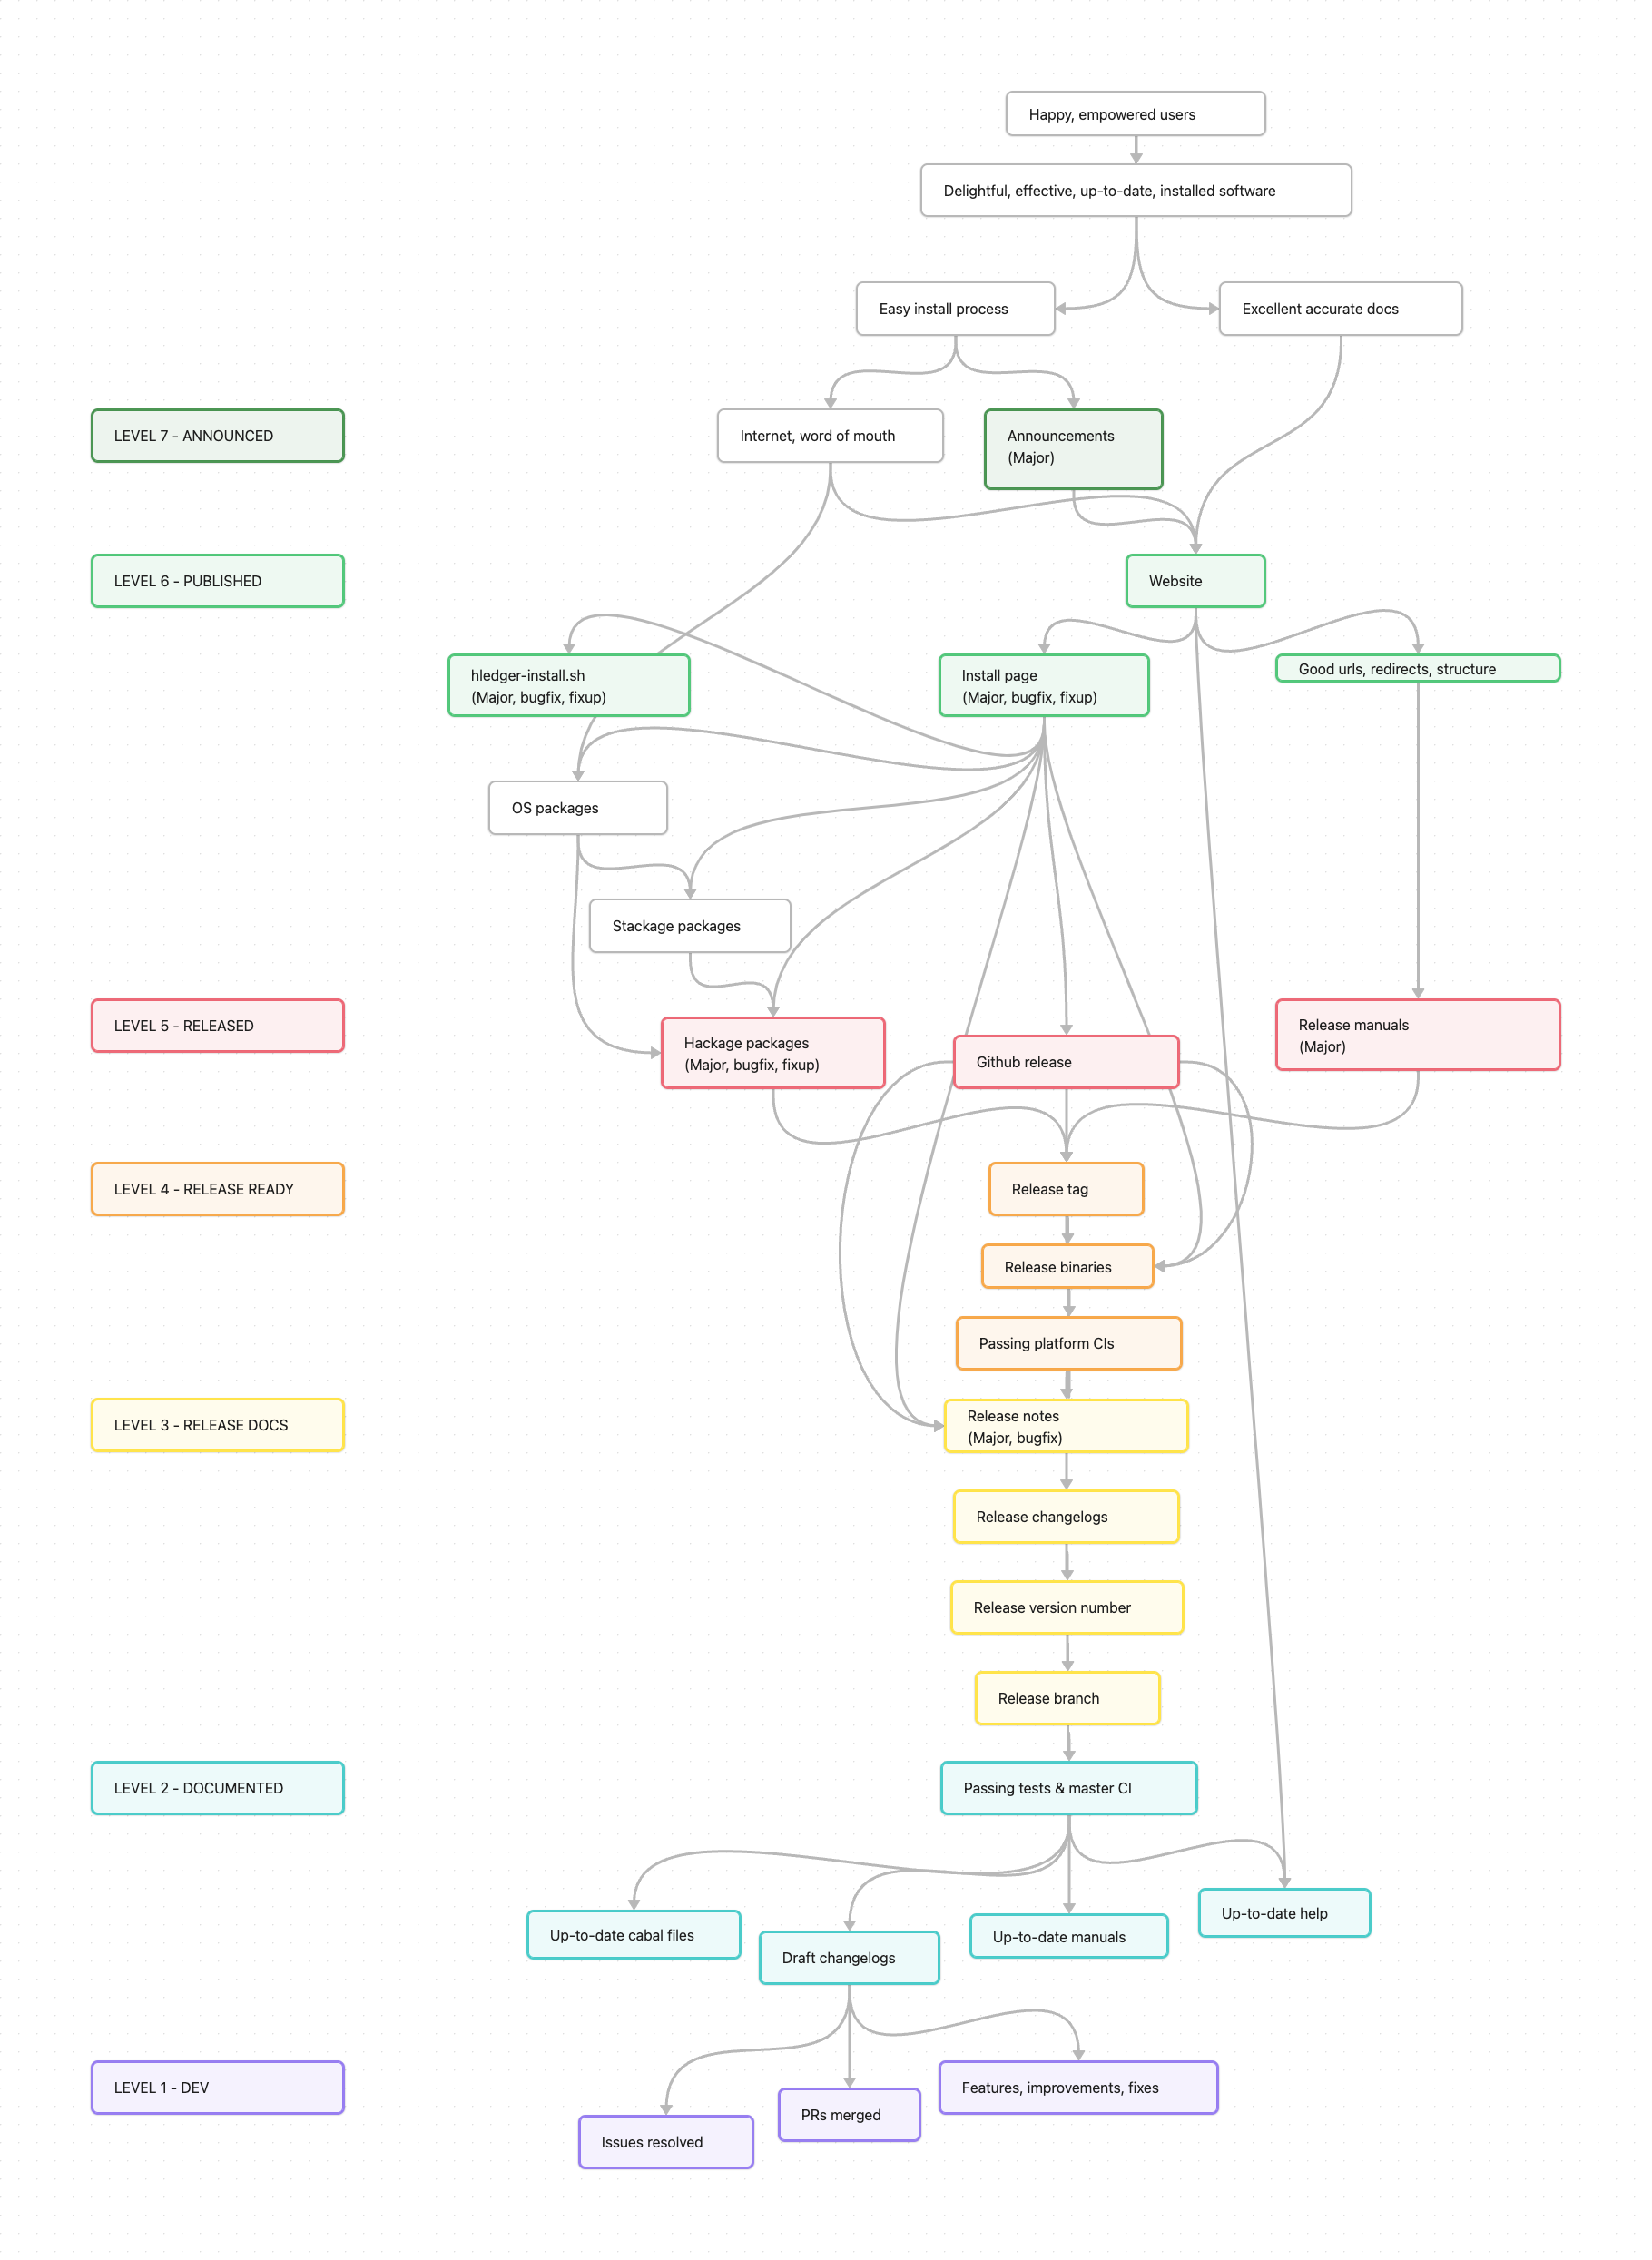 Happy, empowered users
Delightful, effective, up-to-date, installed software
Easy install process
Excellent accurate docs
LEVEL 7 - ANNOUNCED
Internet, word of mouth
Announcements
(Major)
LEVEL 6 - PUBLISHED
Website
hledger-install.sh
(Major, bugfix, fixup)
Install page
(Major, bugfix, fixup)
Good urls, redirects, structure
OS packages
Stackage packages
LEVEL 5 - RELEASED
Hackage packages
(Major, bugfix, fixup)
Github release
Release manuals
(Major)
LEVEL 4 - RELEASE READY
Release tag
Release binaries
Passing platform CIs
LEVEL 3 - RELEASE DOCS
Release notes
(Major, bugfix)
Release changelogs
Release version number
Release branch
LEVEL 2 - DOCUMENTED
Passing tests & master CI
Up-to-date cabal files
Draft changelogs
Up-to-date manuals
Up-to-date help
LEVEL 1 - DEV
Issues resolved
PRs merged
Features, improvements, fixes